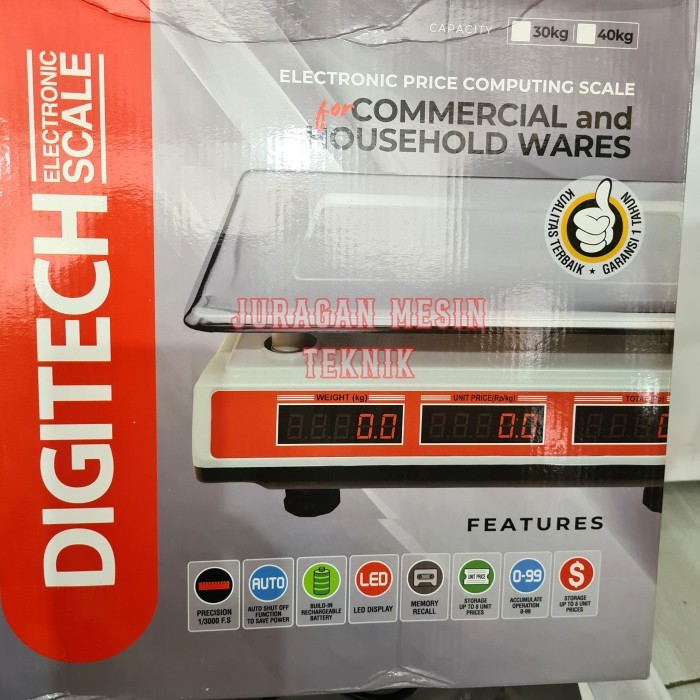 CAPACITY 30kg 40kg
ELECTRONIC PRICE COMPUTING SCALE
for COMMERCIAL and
HOUSEHOLD WARES
DIGITECH
ELECTRONIC
SCALE
KUALITAS TERBAIK ★ GARANSI 1 TAHUN
JURAGAN MESIN
TEKNIK
WEIGHT (kg)
0.0
UNIT PRICE(Rp/kg)
0.0
FEATURES
PRECISION
1/3000 F.S
AUTO
AUTO SHUT OFF
FUNCTION
TO SAVE POWER
BUILD-IN
RECHARGEABLE
BATTERY
LED
LED DISPLAY
MEMORY
RECALL
UNIT PRICE
STORAGE
UP TO 8 UNIT
PRICES
0-99
ACCUMULATE
OPERATION
0-99
$
STORAGE
UP TO 8 UNIT
PRICES